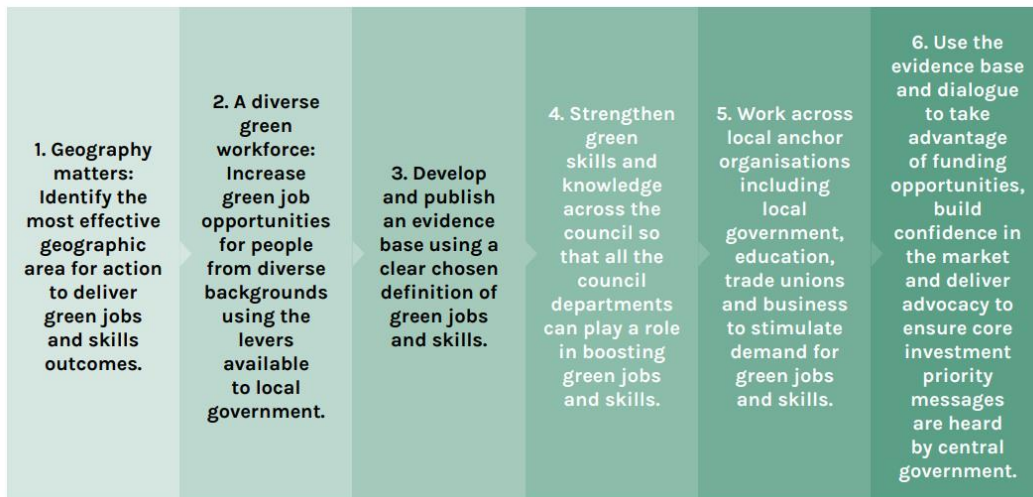 1. Geography
matters:
Identify the
most effective
geographic
area for action
to deliver
green jobs
and skills
outcomes.
2. A diverse
green
workforce:
Increase
green job
opportunities
for people
from diverse
backgrounds
using the
levers
available
to local
government.
3. Develop
and publish
an evidence
base using a
clear chosen
definition of
green jobs
and skills.
4. Strengthen
green
skills and
knowledge
across the
council so
that all the
council
departments
can play a role
in boosting
green jobs
and skills.
5. Work across
local anchor
organisations
including
local
government,
education,
trade unions
and business
to stimulate
demand for
green jobs
and skills.
6. Use the
evidence base
and dialogue
to take
advantage
of funding
opportunities,
build
confidence in
the market
and deliver
advocacy to
ensure core
investment
priority
messages
are heard
by central
government.